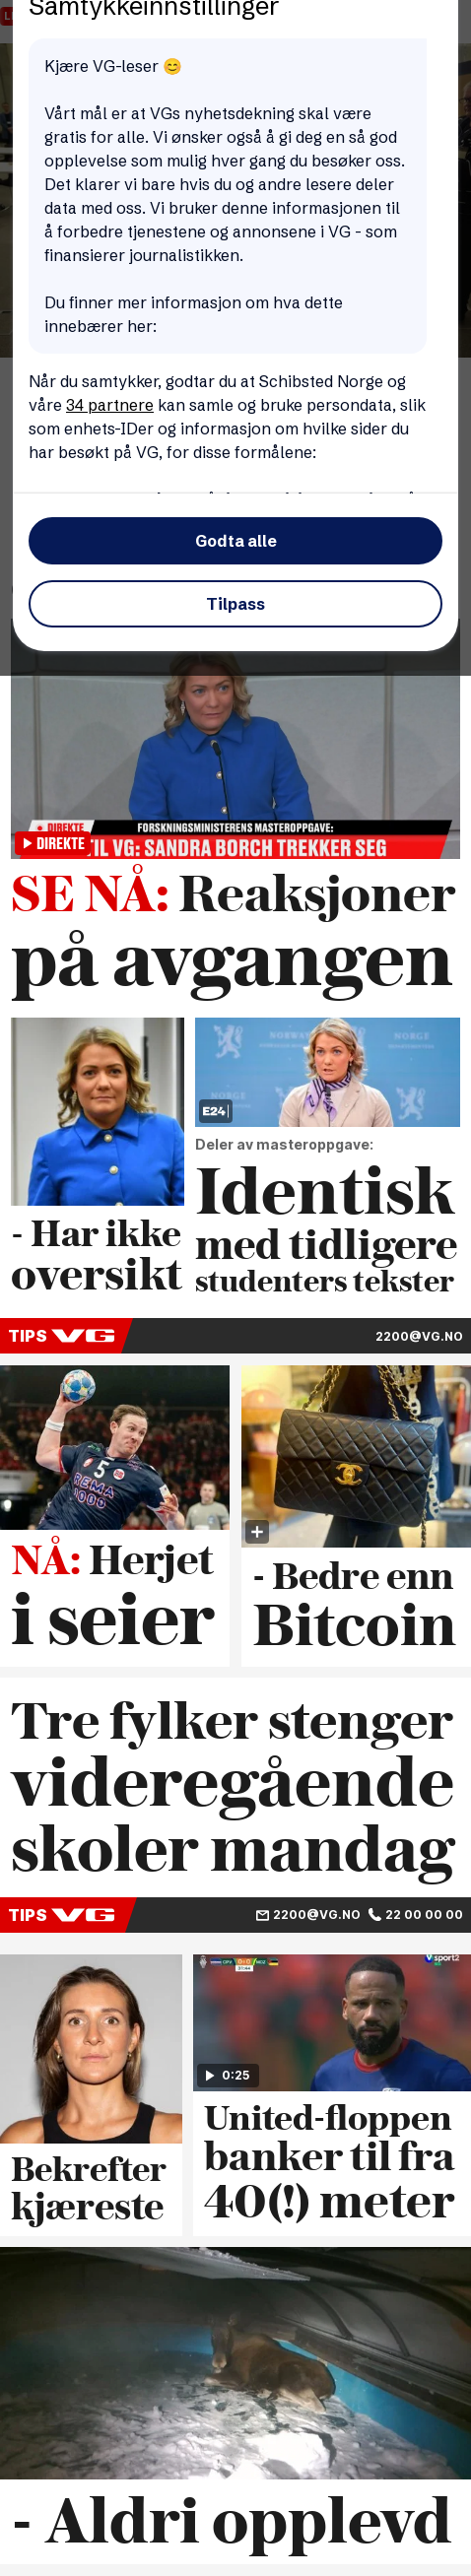 Samtykkeinnstillinger
Kjære VG-leser 😊
Vårt mål er at VGs nyhetsdekning skal være
gratis for alle. Vi ønsker også å gi deg en så god
opplevelse som mulig hver gang du besøker oss.
Det klarer vi bare hvis du og andre lesere deler
data med oss. Vi bruker denne informasjonen til
å forbedre tjenestene og annonsene i VG - som
finansierer journalistikken.
Du finner mer informasjon om hva dette
innebærer her:
Når du samtykker, godtar du at Schibsted Norge og
våre 34 partnere kan samle og bruke persondata, slik
som enhets-IDer og informasjon om hvilke sider du
har besøkt på VG, for disse formålene:
Godta alle
Tilpass
DIREKTE
FORSKNINGSMINISTERENS MASTEROPPGAVE:
DIREKTE
TIL VG: SANDRA BORCH TREKKER SEG
SE NÅ: Reaksjoner
på avgangen
E24
Deler av masteroppgave:
Identisk
med tidligere
studenters tekster
- Har ikke
oversikt
TIPS VG
2200@VG.NO
5
REMA
1000
NÅ: Herjet
i seier
- Bedre enn
Bitcoin
Tre fylker stenger
videregående
skoler mandag
TIPS VG
2200@VG.NO
22 00 00 00
Bekrefter
kjæreste
sport2
0:25
United-floppen
banker til fra
40(!) meter
- Aldri opplevd